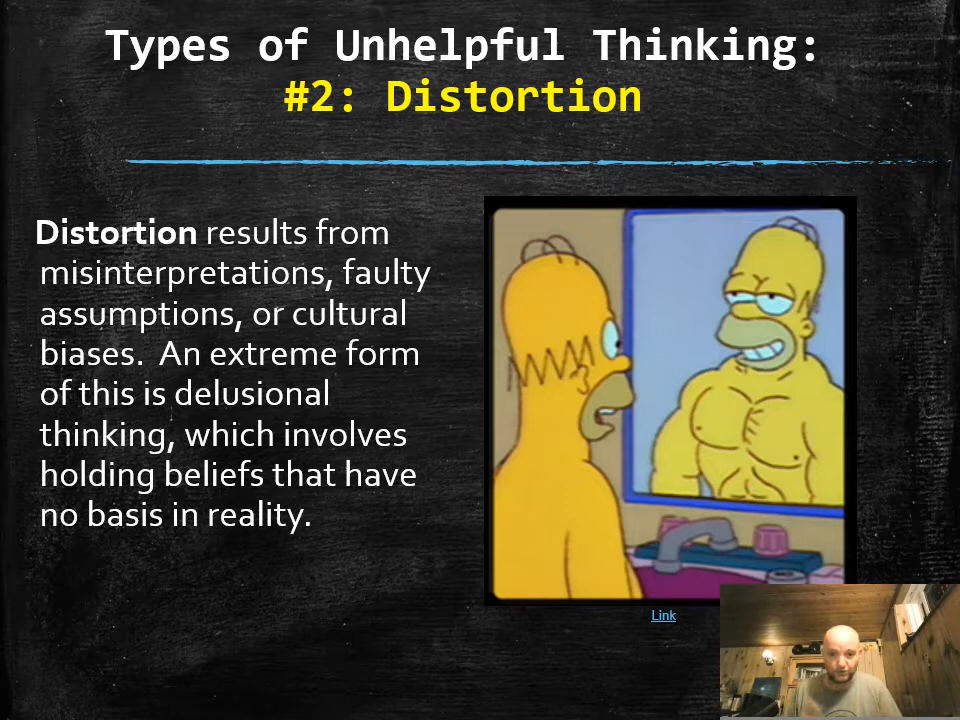 Types of Unhelpful Thinking:
#2: Distortion
Distortion results from
misinterpretations, faulty
assumptions, or cultural
biases.  An extreme form
of this is delusional
thinking, which involves
holding beliefs that have
no basis in reality.
Link